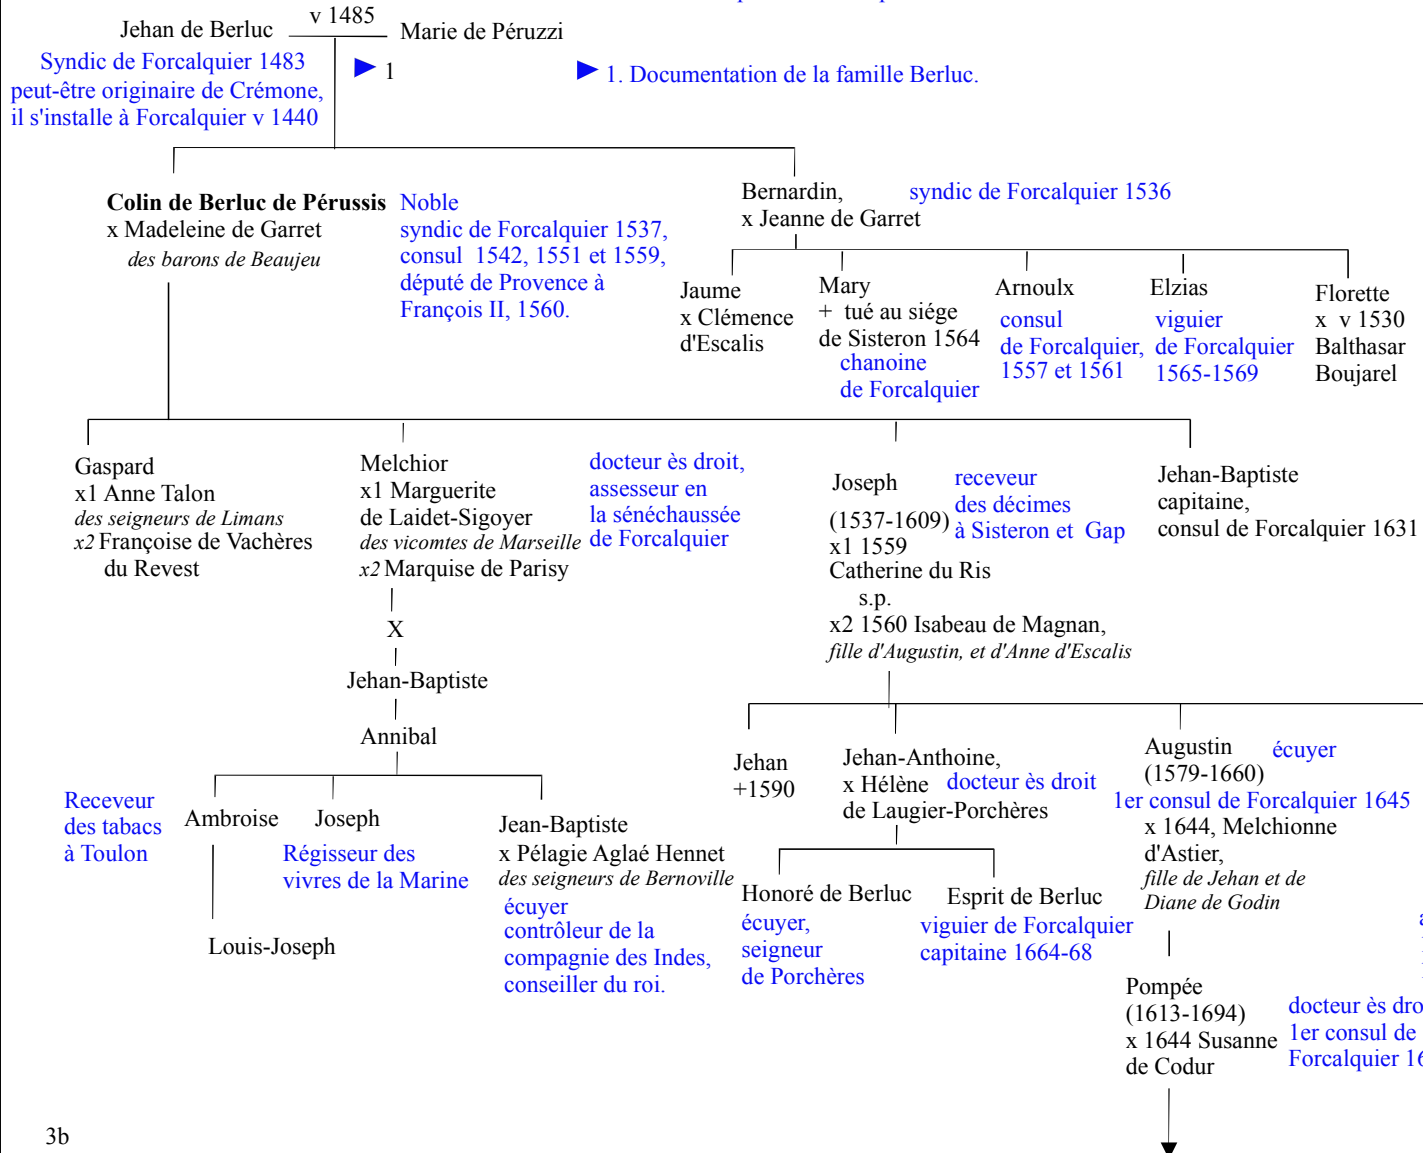 v 1485
Jehan de Berluc
Marie de Péruzzi
Syndic de Forcalquier 1483
peut-être originaire de Crémone,
il s'installe à Forcalquier v 1440
1
1. Documentation de la famille Berluc.
Colin de Berluc de Pérussis
x Madeleine de Garret
des barons de Beaujeu
Noble
syndic de Forcalquier 1537,
consul 1542, 1551 et 1559,
député de Provence à
François II, 1560.
Bernardin,
x Jeanne de Garret
syndic de Forcalquier 1536
Jaume
x Clémence
d'Escalis
Mary
+ tué au siége
de Sisteron 1564
chanoine
de Forcalquier
Arnoulx
consul
de Forcalquier,
1557 et 1561
Elzias
viguier
de Forcalquier
1565-1569
Florette
x v 1530
Balthasar
Boujarel
Gaspard
x1 Anne Talon
des seigneurs de Limans
x2 Françoise de Vachères
du Revest
Melchior
x1 Marguerite
de Laidet-Sigoyer
des vicomtes de Marseille
x2 Marquise de Parisy
docteur ès droit,
assesseur en
la sénéchaussée
de Forcalquier
Joseph
(1537-1609)
x1 1559
Catherine du Ris
s.p.
x2 1560 Isabeau de Magnan,
fille d'Augustin, et d'Anne d'Escalis
receveur
des décimes
à Sisteron et Gap
Jehan-Baptiste
capitaine,
consul de Forcalquier 1631
X
Jehan-Baptiste
Annibal
Receveur
des tabacs
à Toulon
Ambroise
Joseph
Régisseur des
vivres de la Marine
Jean-Baptiste
x Pélagie Aglaé Hennet
des seigneurs de Bernoville
écuyer
contrôleur de la
compagnie des Indes,
conseiller du roi.
Louis-Joseph
Jehan
+1590
Jehan-Anthoine,
x Hélène
de Laugier-Porchères
docteur ès droit
Honoré de Berluc
écuyer,
seigneur
de Porchères
Esprit de Berluc
viguier de Forcalquier
capitaine 1664-68
Augustin
(1579-1660)
écuyer
1er consul de Forcalquier 1645
x 1644, Melchionne
d'Astier,
fille de Jehan et de
Diane de Godin
Pompée
(1613-1694)
x 1644 Susanne
de Codur
docteur ès
1er consul de
Forcalquier
3b